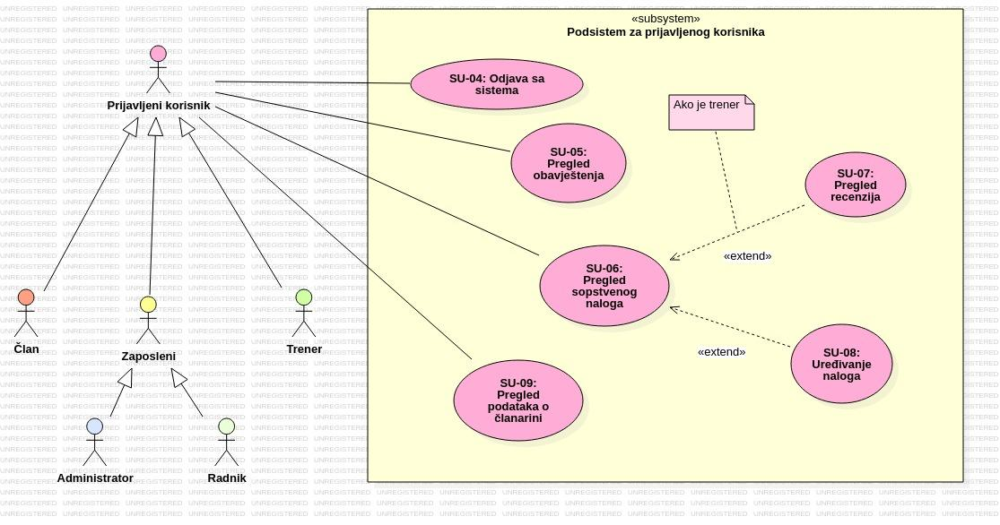 «subsystem»
Podsistem za prijavljenog korisnika
Prijavljeni korisnik
SU-04: Odjava sa
sistema
Ako je trener
SU-05:
Pregled
obavještenja
SU-07:
Pregled
recenzija
«extend»
SU-06:
Pregled
sopstvenog
naloga
Član
Zaposleni
Trener
«extend»
SU-08:
Uređivanje
naloga
SU-09:
Pregled
podataka o
članarini
Administrator
Radnik
UNREGISTERED